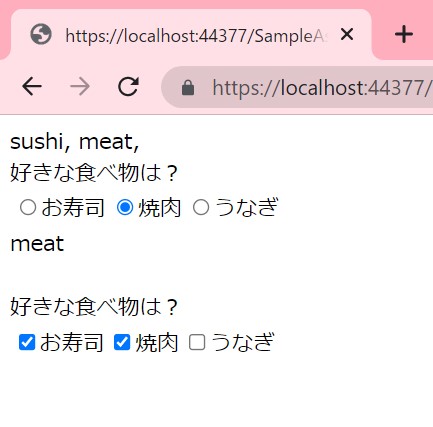 https://localhost:44377/SampleAs
https://localhost:44377/
sushi, meat,
好きな食べ物は？
お寿司 焼肉 うなぎ
meat
好きな食べ物は？
お寿司 焼肉 うなぎ